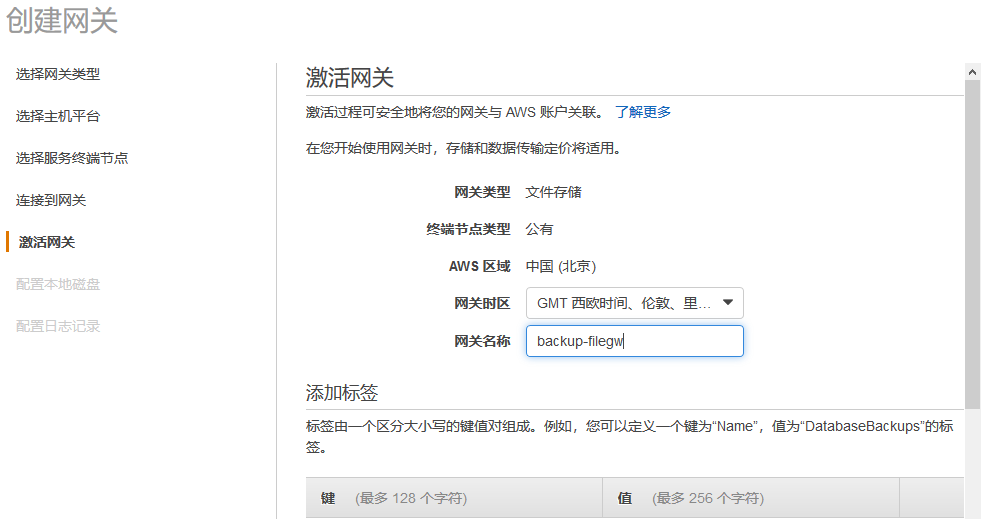 创建网关
选择网关类型
选择主机平台
选择服务终端节点
连接到网关
激活网关
配置本地磁盘
配置日志记录
激活网关
激活过程可安全地将您的网关与 AWS 账户关联。 了解更多
在您开始使用网关时，存储和数据传输定价将适用。
网关类型 文件存储
终端节点类型 公有
AWS 区域 中国 (北京)
网关时区 GMT 西欧时间、伦敦、里...
网关名称 backup-filegw
添加标签
标签由一个区分大小写的键值对组成。例如，您可以定义一个键为“Name”，值为“DatabaseBackups”的标
签。
键 (最多 128 个字符) 值 (最多 256 个字符)